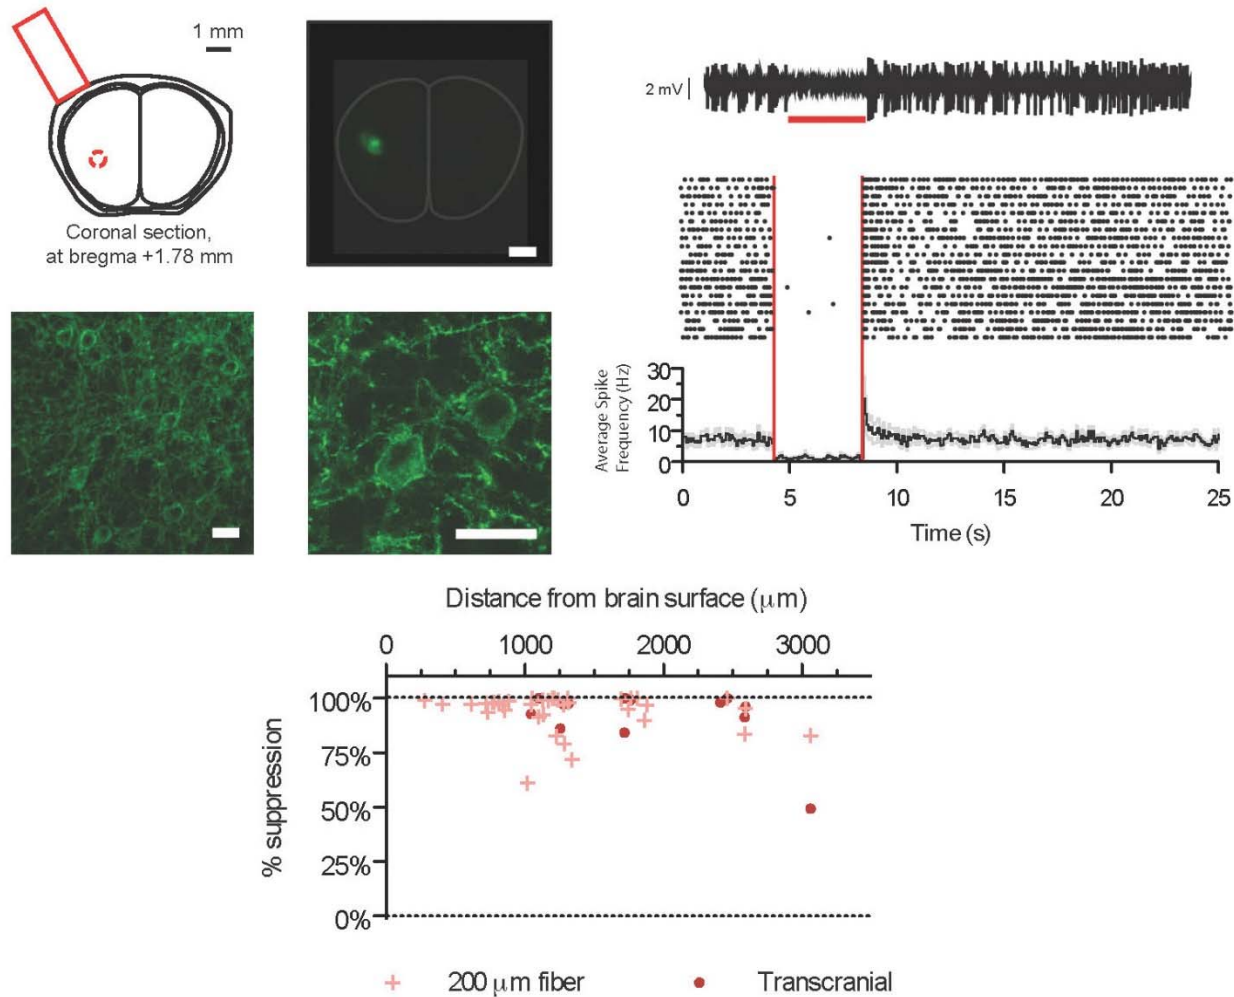 1 mm
Coronal section,
at bregma +1.78 mm
2 mV
30
20
10
0
Average Spike
Frequency (Hz)
0 5 10 15 20 25
Time (s)
Distance from brain surface (μm)
0 1000 2000 3000
100%
75%
50%
25%
0%
% suppression
200 μm fiber Transcranial